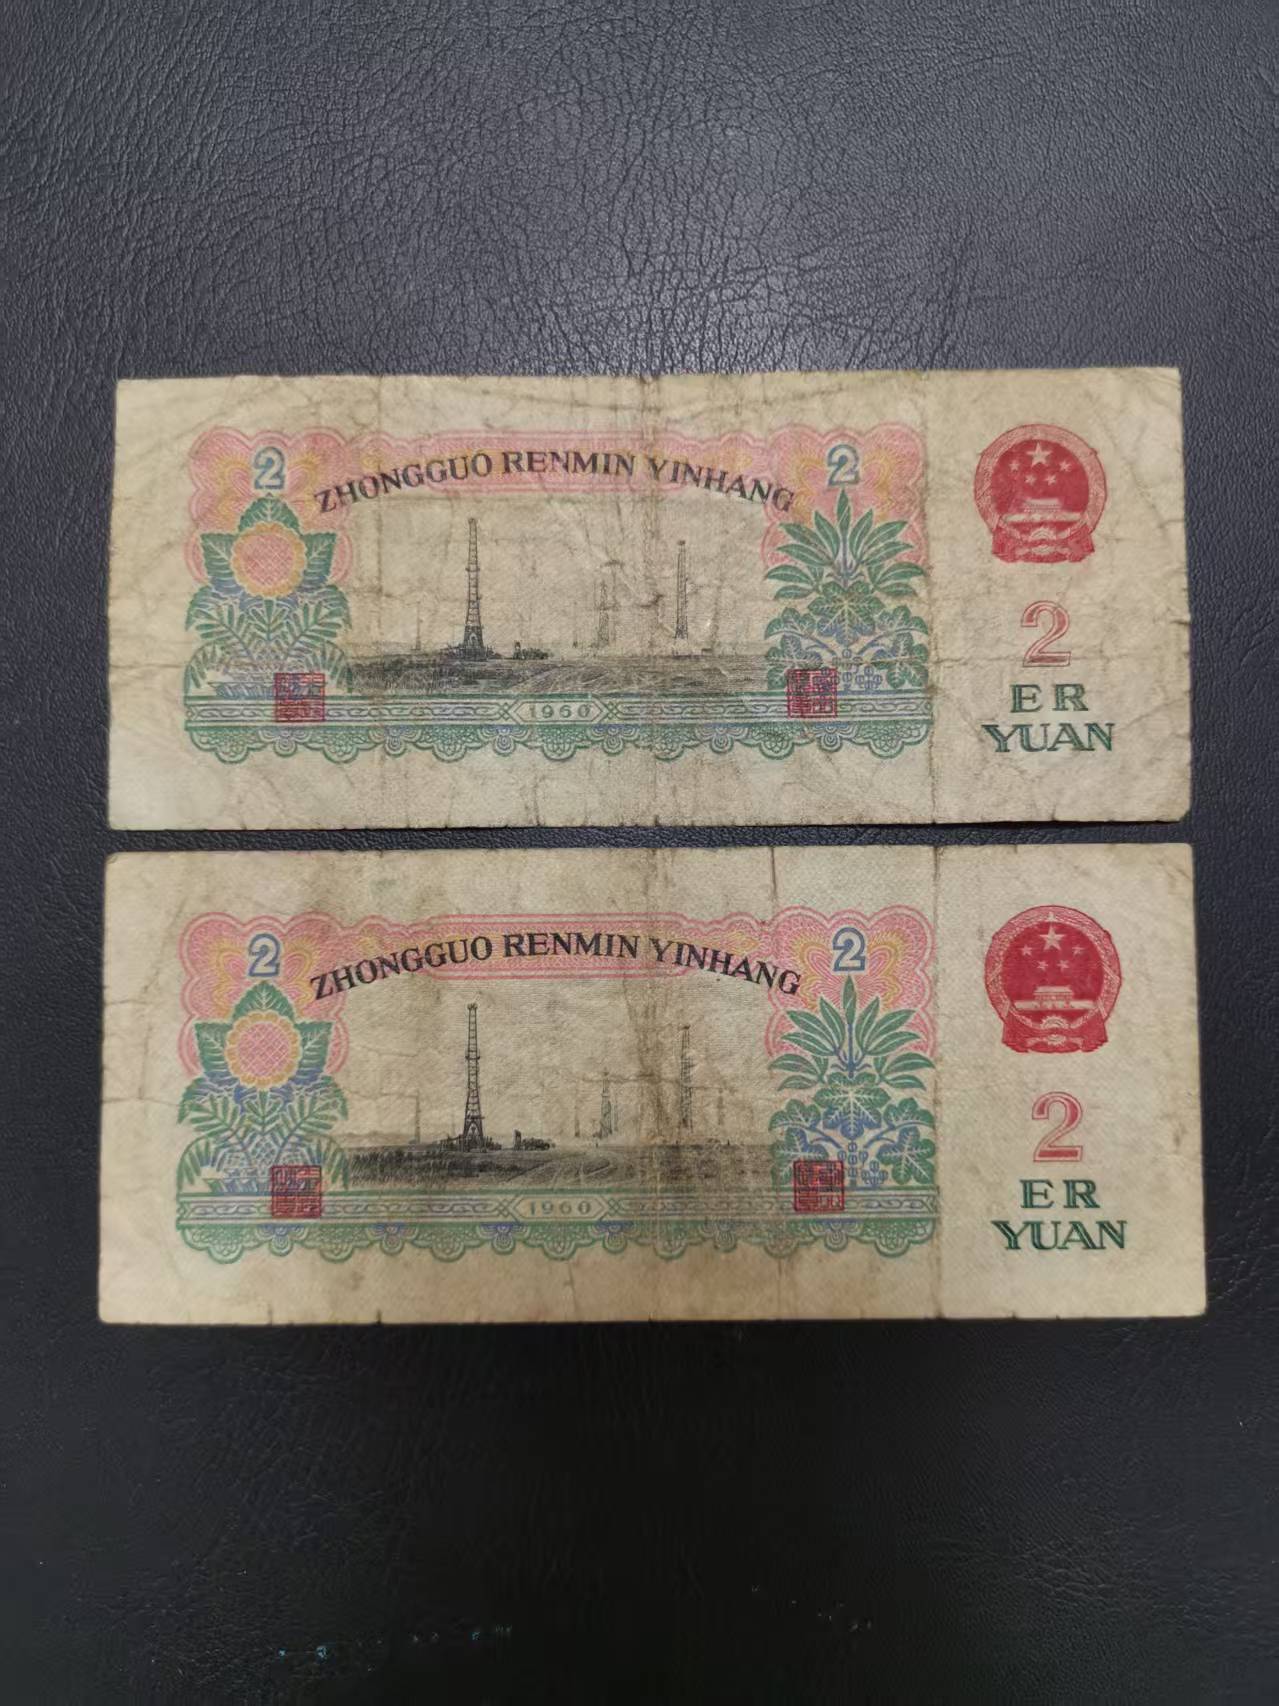 2 ZHONGGUO RENMIN YINHANG 2
2
ER
YUAN
1960
2 ZHONGGUO RENMIN YINHANG 2
2
ER
YUAN
1960